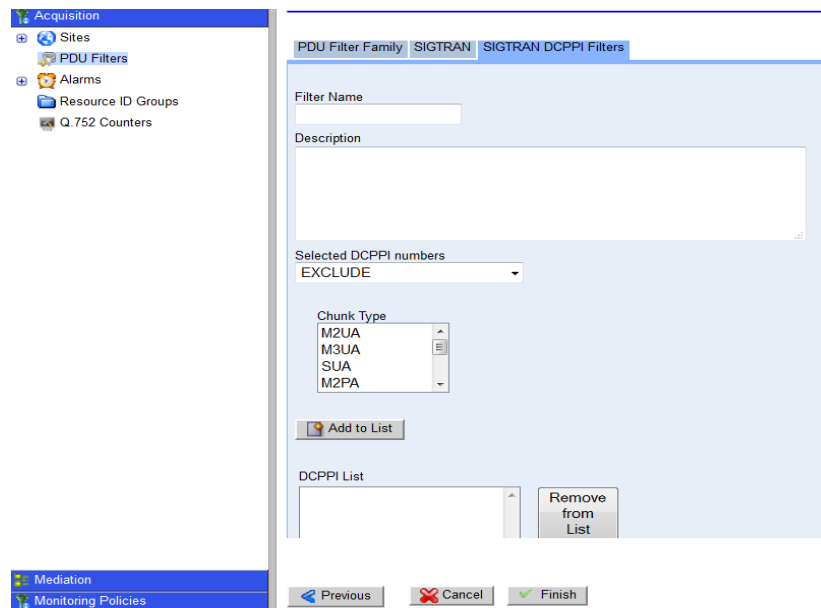 Acquisition
Sites
PDU Filters
Alarms
Resource ID Groups
Q.752 Counters
Mediation
Monitoring Policies
PDU Filter Family SIGTRAN SIGTRAN DCPPI Filters
Filter Name
Description
Selected DCPPI numbers
EXCLUDE
Chunk Type
M2UA
M3UA
SUA
M2PA
Add to List
DCPPI List
Remove
from
List
Previous Cancel Finish